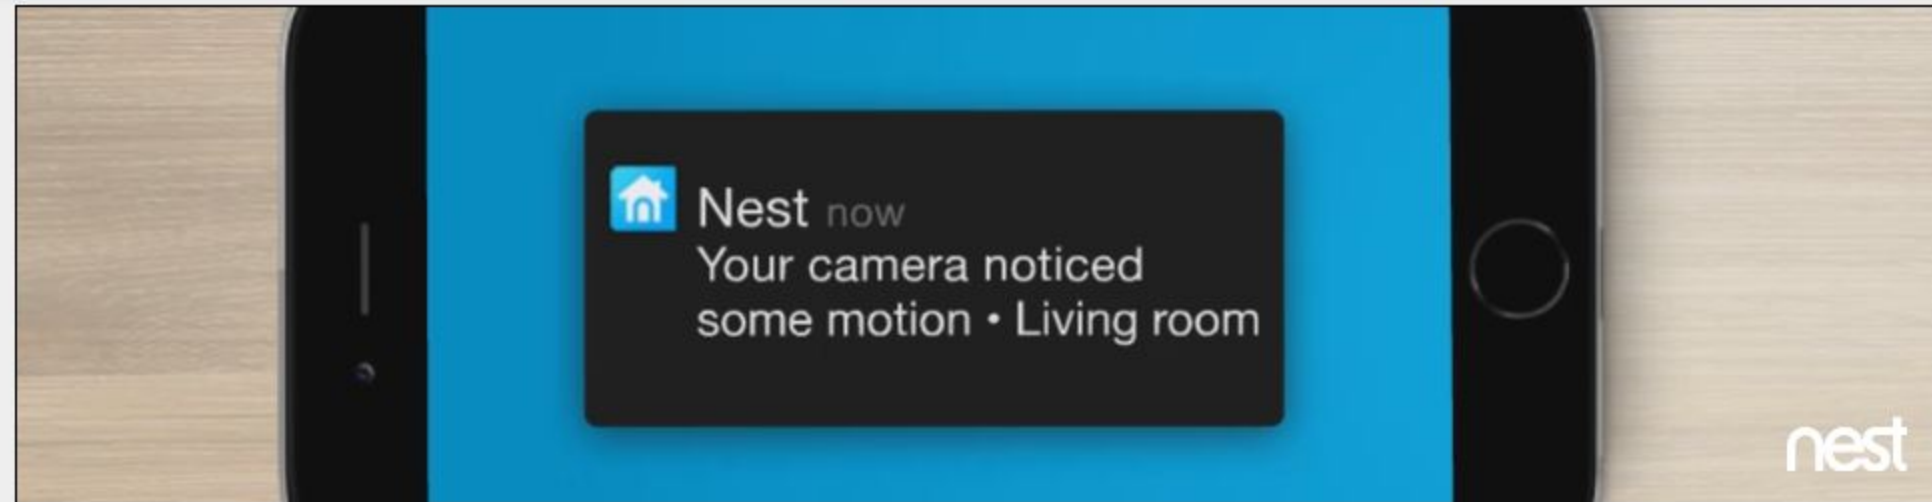 Nest now
Your camera noticed
some motion • Living room
nest